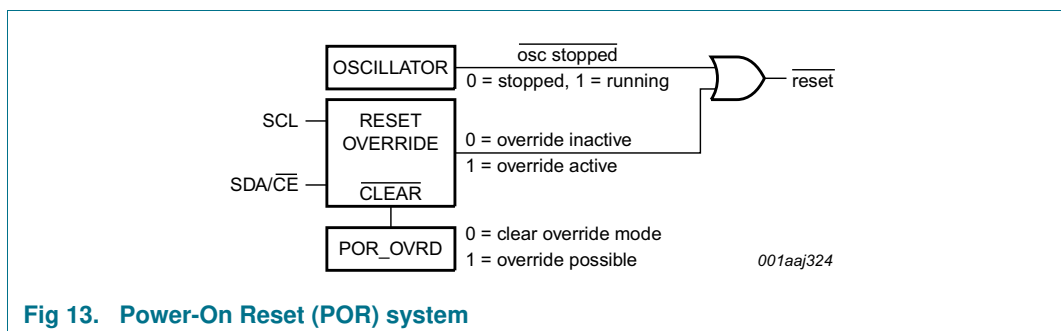 OSCILLATOR
osc stopped
0 = stopped, 1 = running
reset
SCL
RESET
OVERRIDE
0 = override inactive
1 = override active
SDA/CE
CLEAR
POR_OVRD
0 = clear override mode
1 = override possible
001aaj324
Fig 13. Power-On Reset (POR) system